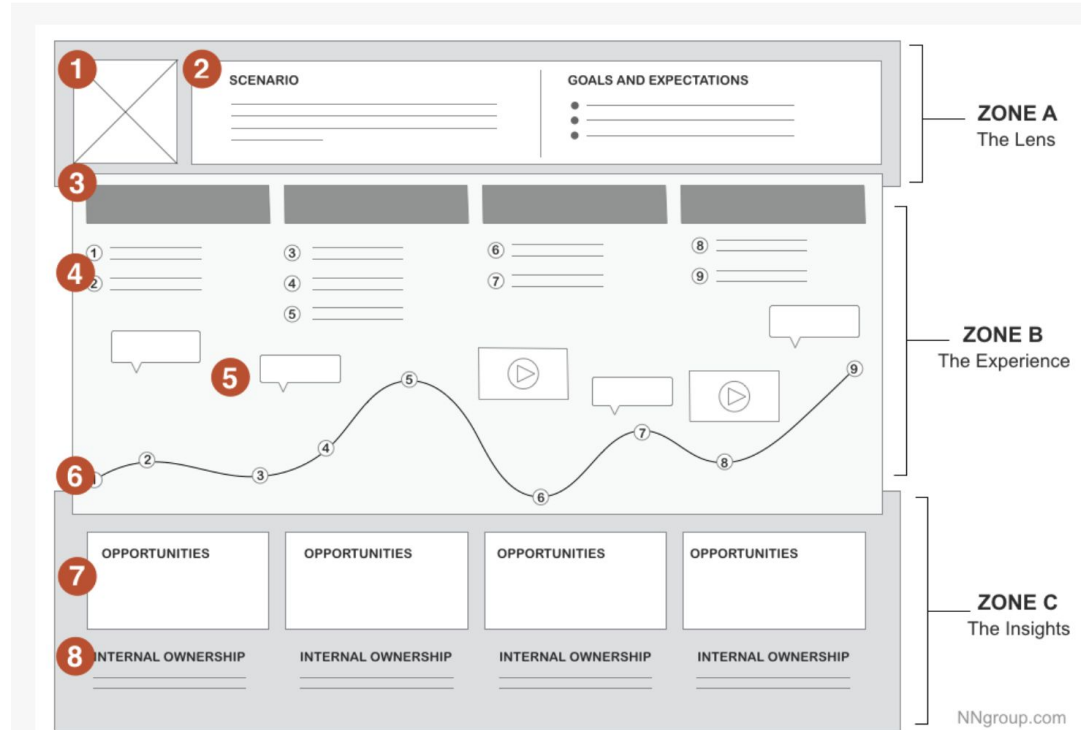 1
2
SCENARIO
GOALS AND EXPECTATIONS
ZONE A
The Lens
3
4
1
2
3
4
5
6
7
8
9
5
6
2
3
4
5
6
7
8
9
ZONE B
The Experience
7
OPPORTUNITIES
OPPORTUNITIES
OPPORTUNITIES
OPPORTUNITIES
8
INTERNAL OWNERSHIP
INTERNAL OWNERSHIP
INTERNAL OWNERSHIP
INTERNAL OWNERSHIP
ZONE C
The Insights
NNgroup.com